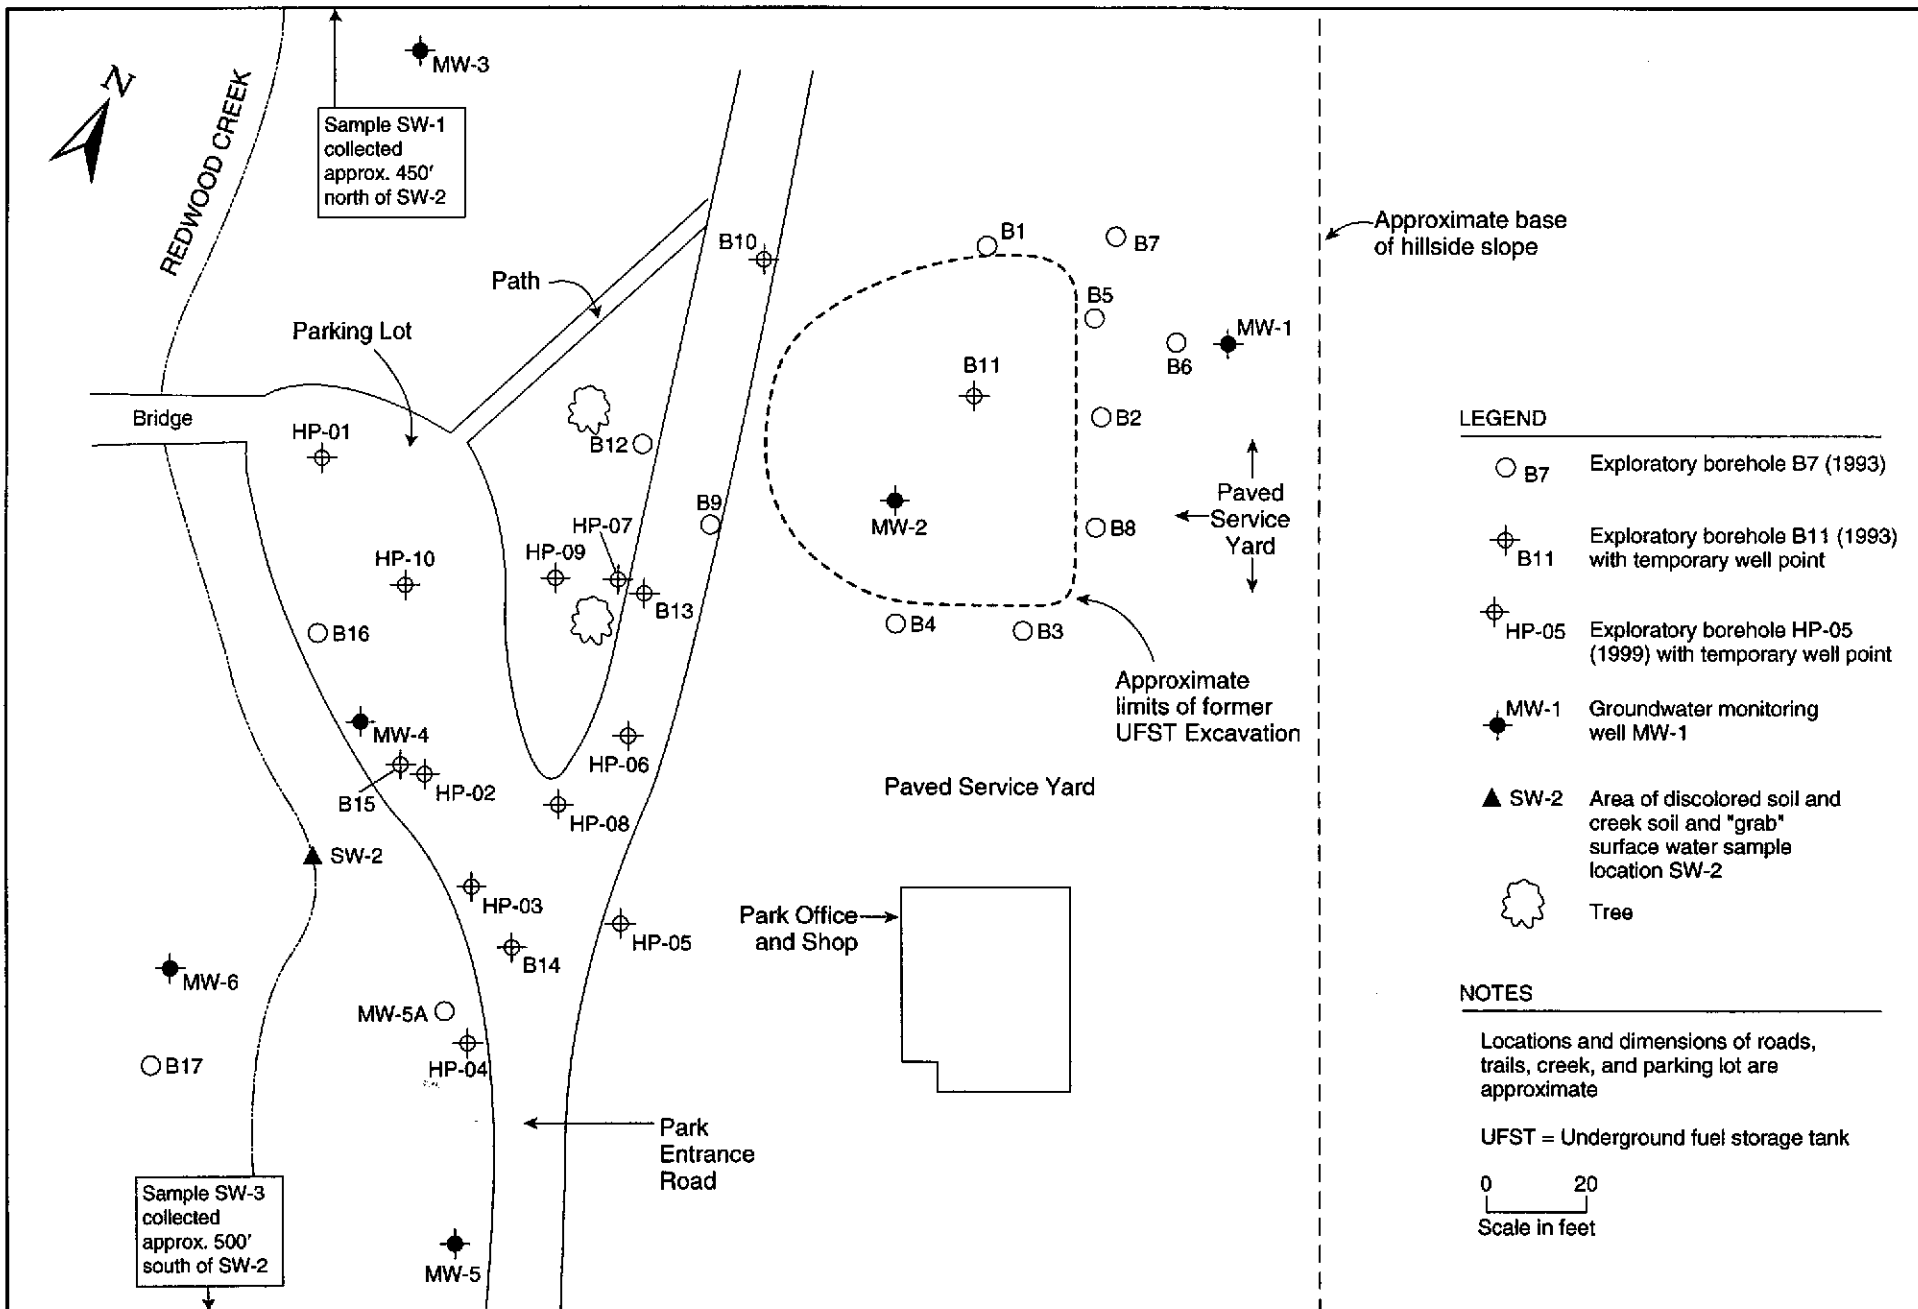 N
REDWOOD CREEK
MW-3
Sample SW-1
collected
approx. 450'
north of SW-2
Path
Parking Lot
Bridge
HP-01
B10
B1
B7
B5
MW-1
B6
B11
B2
B12
B9
MW-2
B8
HP-07
HP-09
HP-10
B13
B16
B4
B3
Approximate base
of hillside slope
Paved
Service
Yard
Approximate
limits of former
UFST Excavation
MW-4
HP-06
B15
HP-02
HP-08
Paved Service Yard
SW-2
HP-03
HP-05
B14
Park Office
and Shop
MW-6
MW-5A
HP-04
B17
Park
Entrance
Road
Sample SW-3
collected
approx. 500'
south of SW-2
MW-5
LEGEND
B7 Exploratory borehole B7 (1993)
B11 Exploratory borehole B11 (1993)
with temporary well point
HP-05 Exploratory borehole HP-05
(1999) with temporary well point
MW-1 Groundwater monitoring
well MW-1
SW-2 Area of discolored soil and
creek soil and "grab"
surface water sample
location SW-2
Tree
NOTES
Locations and dimensions of roads,
trails, creek, and parking lot are
approximate
UFST = Underground fuel storage tank
0 20
Scale in feet